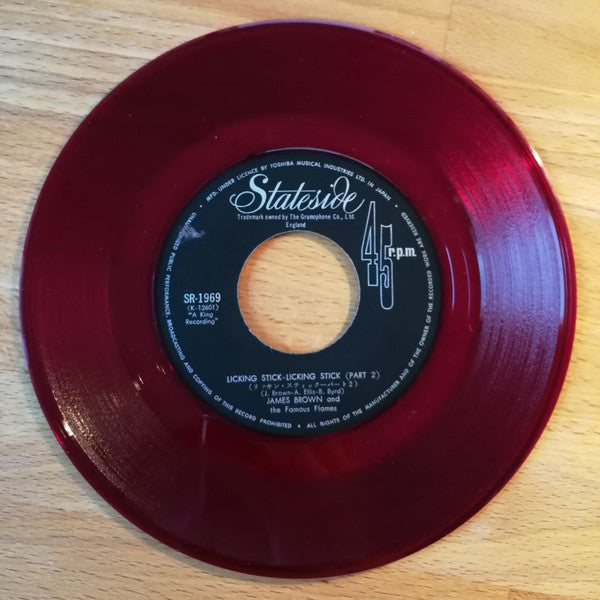 MFD. UNDER LICENCE BY TOSHIBA MUSICAL INDUSTRIES LTD. IN JAPAN
ALL RIGHTS OF THE MANUFACTURER AND OF THE OWNER OF THE RECORDED WORK ARE RESERVED
UNAUTHORIZED PUBLIC PERFORMANCE, BROADCASTING AND COPYING OF THIS RECORD PROHIBITED
Stateside
Trademark owned by The Gramophone Co., Ltd.
England
45 r.p.m.
SR-1969
(K-12601)
"A King
Recording"
LICKING STICK-LICKING STICK (PART 2)
(リッキン・スティックーパート2)
(J. Brown-A. Ellis-B. Byrd)
JAMES BROWN and
the Famous Flames